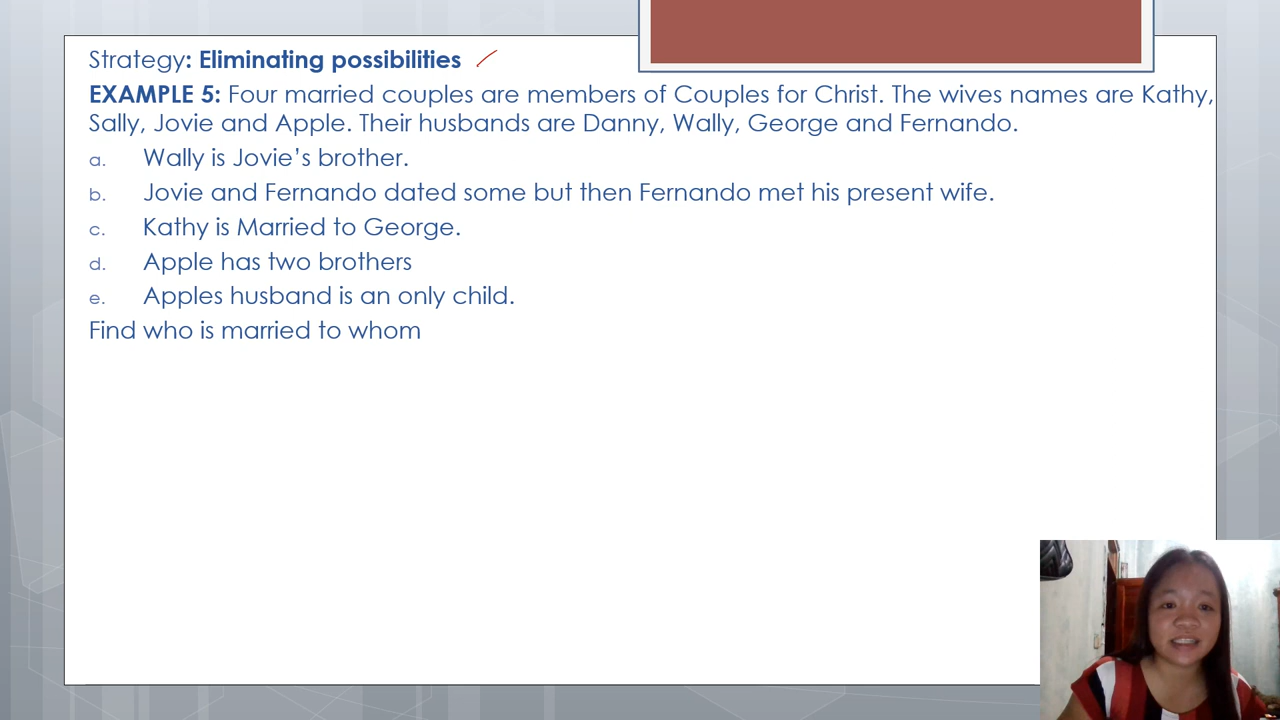 Strategy: Eliminating possibilities
EXAMPLE 5: Four married couples are members of Couples for Christ. The wives names are Kathy,
Sally, Jovie and Apple. Their husbands are Danny, Wally, George and Fernando.
a. Wally is Jovie’s brother.
b. Jovie and Fernando dated some but then Fernando met his present wife.
c. Kathy is Married to George.
d. Apple has two brothers
e. Apples husband is an only child.
Find who is married to whom